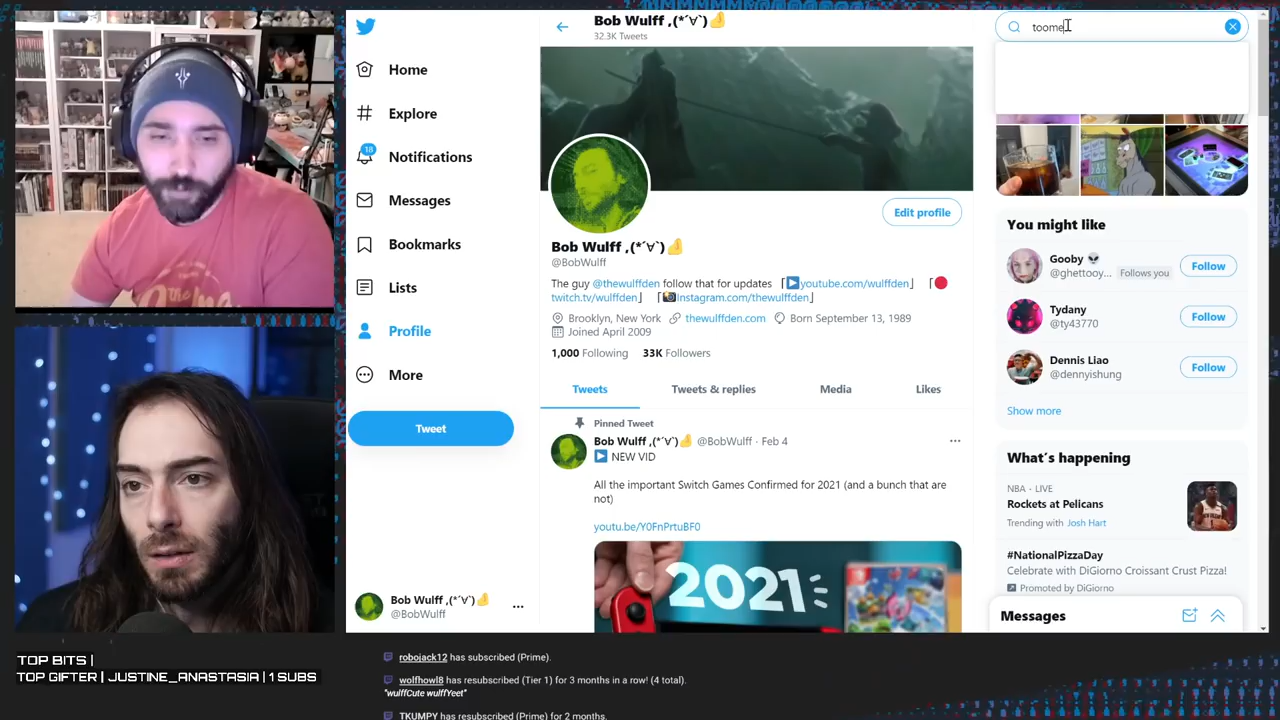 Home
Explore
18
Notifications
Messages
Bookmarks
Lists
Profile
More
Tweet
Bob Wulff ,(*´∀`)🤙
@BobWulff
Bob Wulff ,(*´∀`)🤙
32.3K Tweets
Edit profile
Bob Wulff ,(*´∀`)🤙
@BobWulff
The guy @thewulffden follow that for updates 「▶️youtube.com/wulffden」 「🔴
twitch.tv/wulffden」 「📸Instagram.com/thewulffden」
Brooklyn, New York thewulffden.com Born September 13, 1989
Joined April 2009
1,000 Following 33K Followers
Tweets Tweets & replies Media Likes
Pinned Tweet
Bob Wulff ,(*´∀`)🤙 @BobWulff · Feb 4
▶️ NEW VID
All the important Switch Games Confirmed for 2021 (and a bunch that are
not)
youtu.be/Y0FnPrtuBF0
2021
toome
You might like
Gooby 👽
@ghettooy... Follows you
Follow
Tydany
@ty43770
Follow
Dennis Liao
@dennyishung
Follow
Show more
What's happening
NBA · LIVE
Rockets at Pelicans
Trending with Josh Hart
#NationalPizzaDay
Celebrate with DiGiorno Croissant Crust Pizza!
Promoted by DiGiorno
Messages
TOP BITS |
TOP GIFTER | JUSTINE_ANASTASIA | 1 SUBS
robojack12 has subscribed (Prime).
wolfhowl8 has resubscribed (Tier 1) for 3 months in a row! (4 total).
"wulffCute wulffYeet"
TKUMPY has resubscribed (Prime) for 2 months.